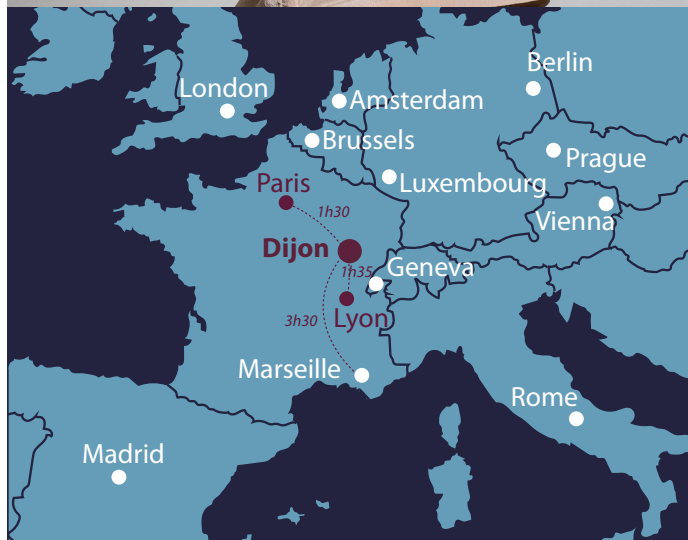 Berlin
London
Amsterdam
Brussels
Prague
Paris
Luxembourg
1h30
Vienna
Dijon
Geneva
1h35
3h30
Lyon
Marseille
Rome
Madrid